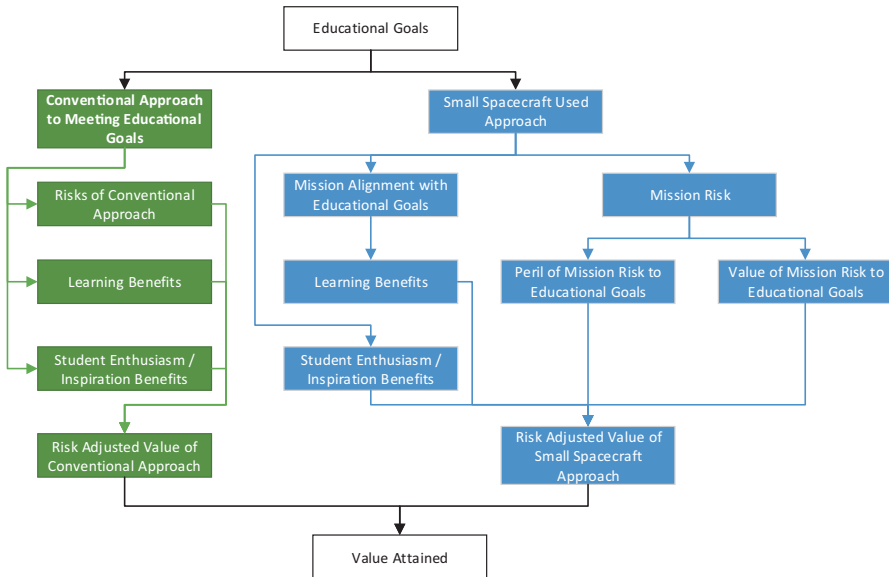 Educational Goals
Conventional Approach
to Meeting Educational
Goals
Small Spacecraft Used
Approach
Risks of Conventional
Approach
Mission Alignment with
Educational Goals
Mission Risk
Learning Benefits
Learning Benefits
Peril of Mission Risk to
Educational Goals
Value of Mission Risk to
Educational Goals
Student Enthusiasm /
Inspiration Benefits
Student Enthusiasm /
Inspiration Benefits
Risk Adjusted Value of
Conventional Approach
Risk Adjusted Value of
Small Spacecraft
Approach
Value Attained